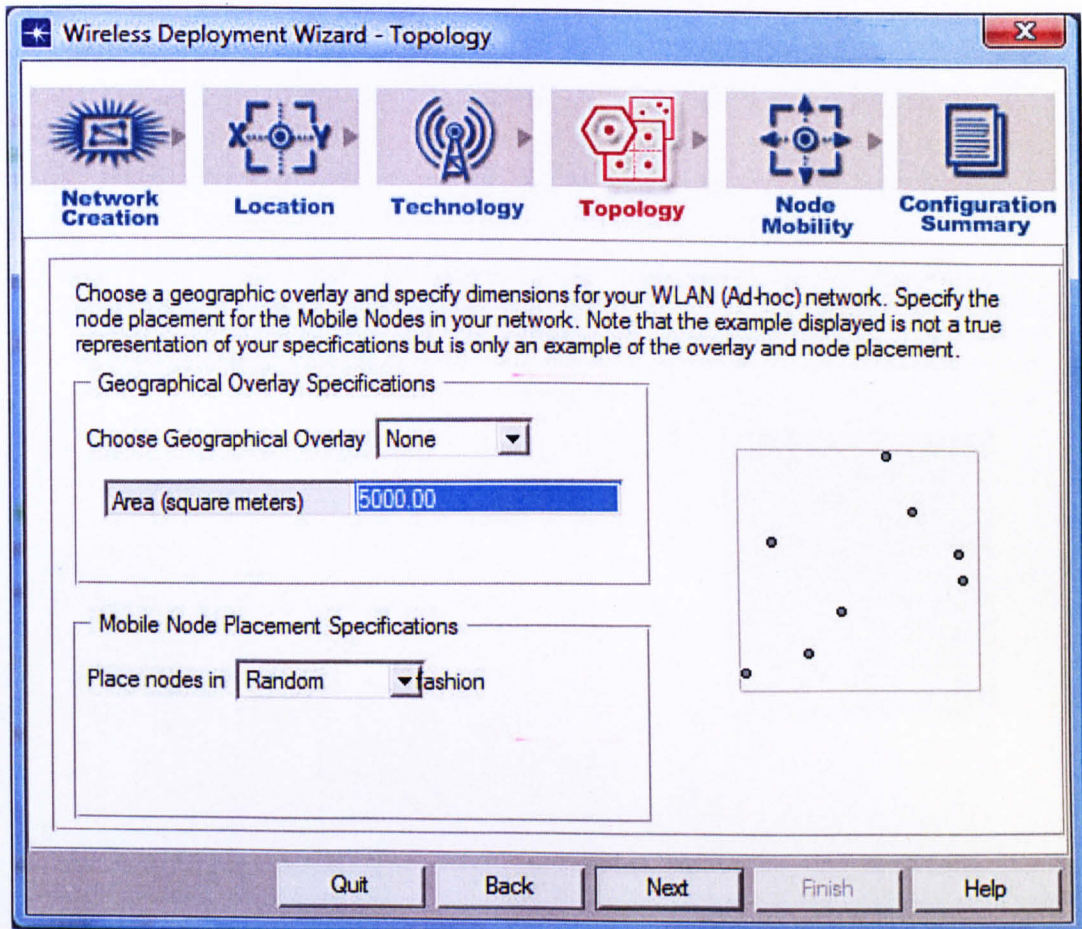 Wireless Deployment Wizard - Topology
X
X Y
Network Creation
Location
Technology
Topology
Node Mobility
Configuration Summary
Choose a geographic overlay and specify dimensions for your WLAN (Ad-hoc) network. Specify the
node placement for the Mobile Nodes in your network. Note that the example displayed is not a true
representation of your specifications but is only an example of the overlay and node placement.
Geographical Overlay Specifications
Choose Geographical Overlay None
Area (square meters) 5000.00
Mobile Node Placement Specifications
Place nodes in Random fashion
Quit Back Next Finish Help